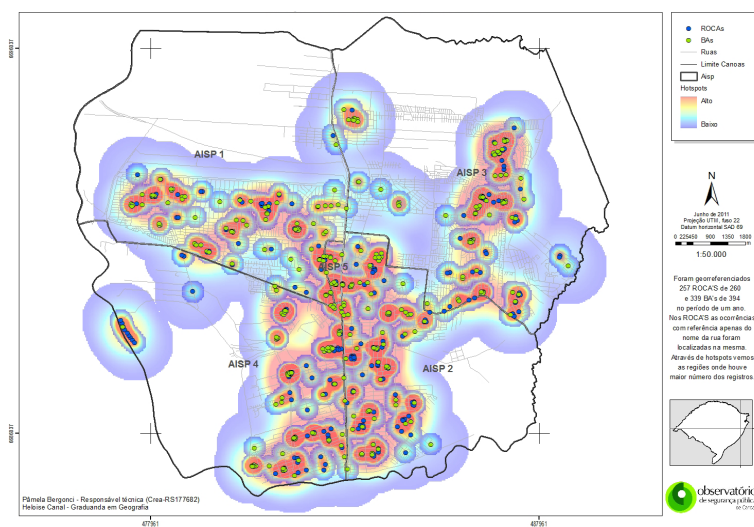 6690037
AISP 1
AISP 3
AISP 5
AISP 4
AISP 2
6680037
Pâmela Bergonci - Responsável técnica (Crea-RS177682)
Heloise Canal - Graduanda em Geografia
477961
487961
ROCAs
BAs
Ruas
Limite Canoas
Aisp
Hotspots
Alto
Baixo
N
Junho de 2011
Projeção UTM, fuso 22
Datum horizontal SAD 69
0 225450 900 1350 1800
m
1:50.000
Foram georreferenciados
257 ROCA'S de 260
e 339 BA's de 394
no período de um ano.
Nos ROCA'S as ocorrências
com referência apenas do
nome da rua foram
localizadas na mesma.
Através de hotspots vemos
as regiões onde houve
maior número dos registros.
observatório
de segurança pública
de Canoas